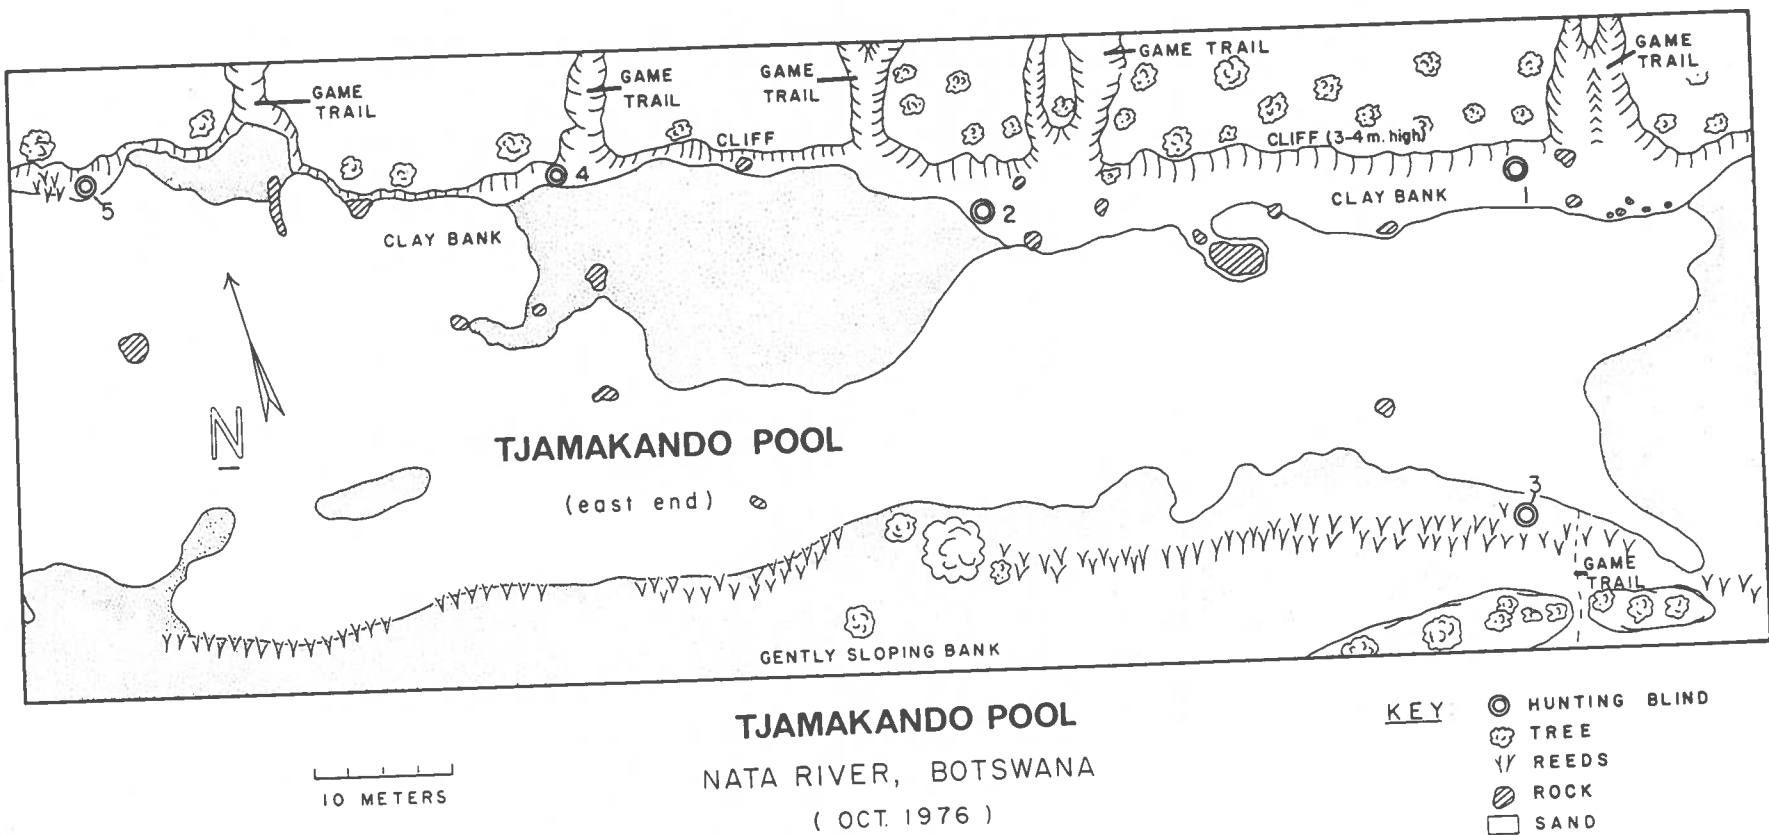 GAME TRAIL
GAME
TRAIL
GAME
TRAIL
GAME
TRAIL
GAME
TRAIL
CLIFF
CLIFF (3-4 m. high)
4
5
2
1
CLAY BANK
CLAY BANK
N
TJAMAKANDO POOL
(east end)
3
GAME
TRAIL
GENTLY SLOPING BANK
TJAMAKANDO POOL
NATA RIVER, BOTSWANA
( OCT. 1976 )
10 METERS
KEY
HUNTING BLIND
TREE
REEDS
ROCK
SAND